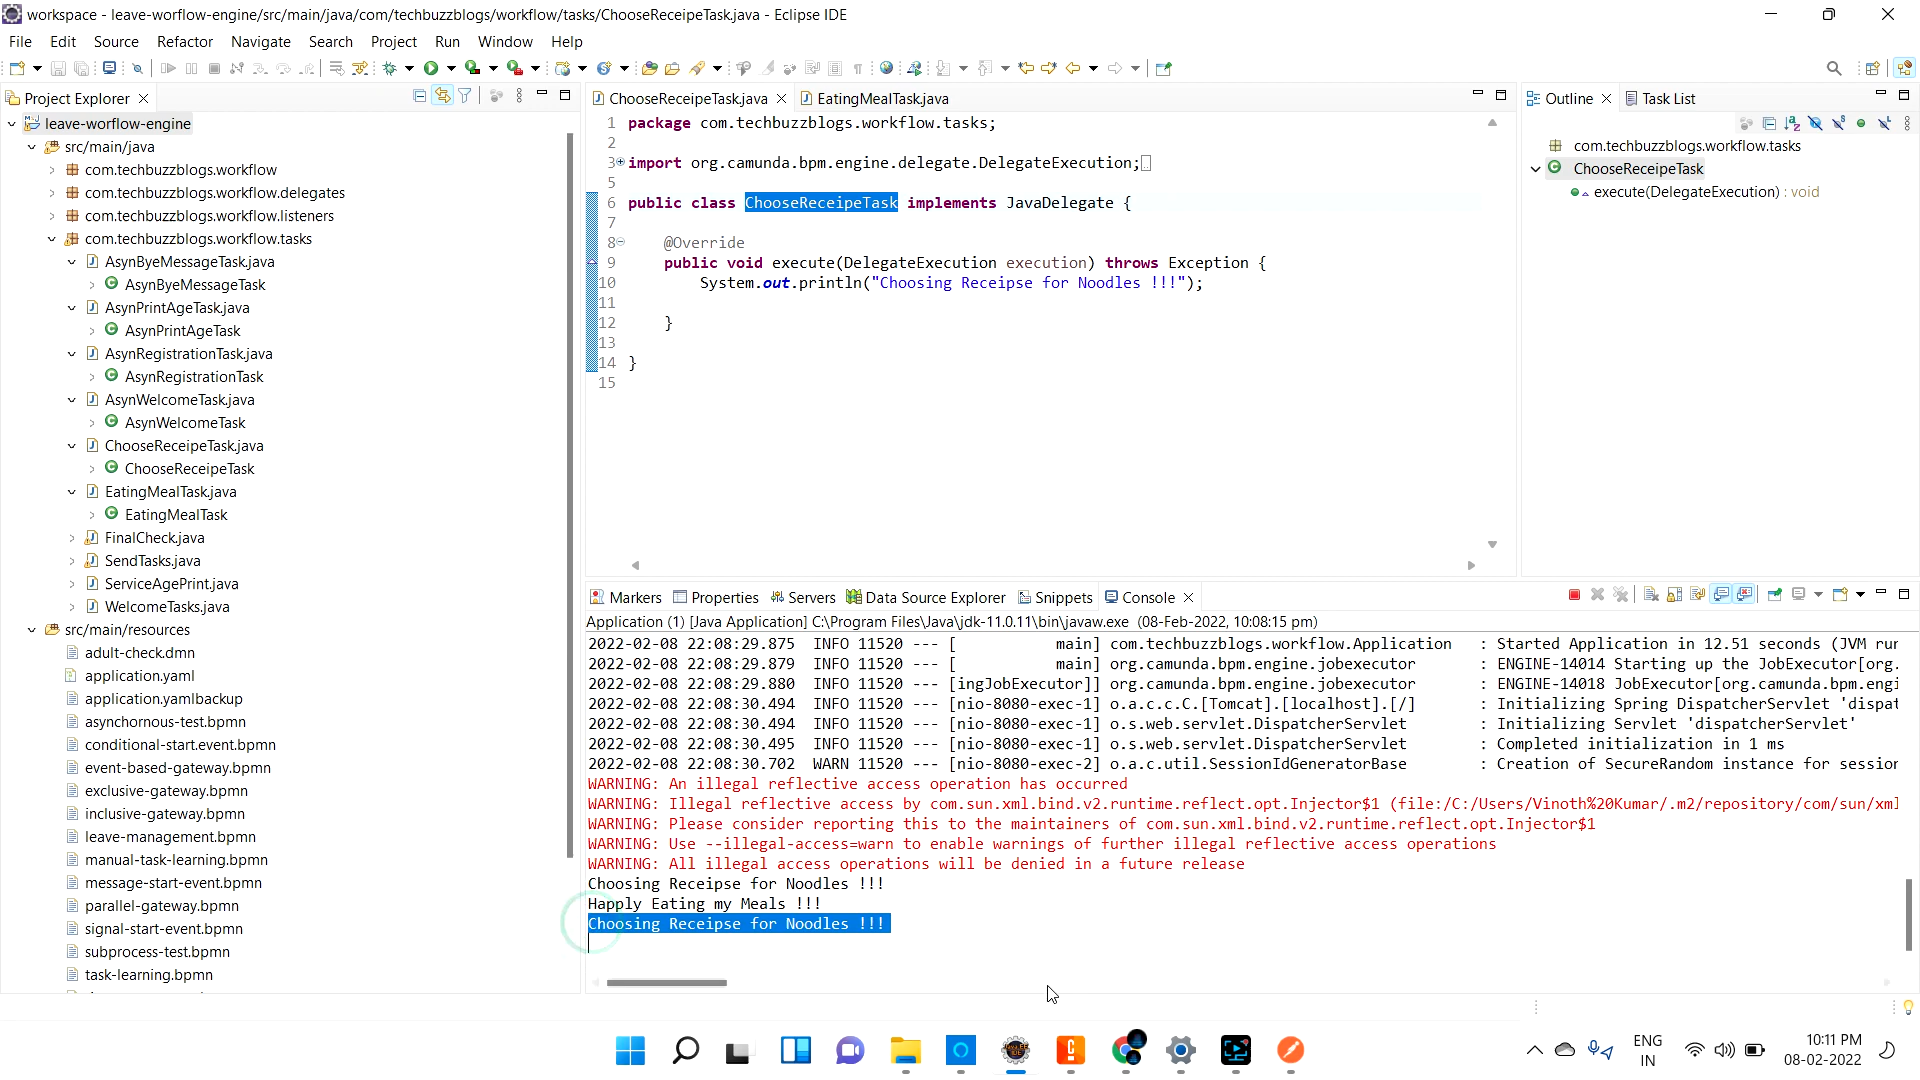 workspace - leave-worflow-engine/src/main/java/com/techbuzzblogs/workflow/tasks/ChooseReceipeTask.java - Eclipse IDE
File Edit Source Refactor Navigate Search Project Run Window Help
Project Explorer
leave-worflow-engine
src/main/java
com.techbuzzblogs.workflow
com.techbuzzblogs.workflow.delegates
com.techbuzzblogs.workflow.listeners
com.techbuzzblogs.workflow.tasks
AsynByeMessageTask.java
AsynByeMessageTask
AsynPrintAgeTask.java
AsynPrintAgeTask
AsynRegistrationTask.java
AsynRegistrationTask
AsynWelcomeTask.java
AsynWelcomeTask
ChooseReceipeTask.java
ChooseReceipeTask
EatingMealTask.java
EatingMealTask
FinalCheck.java
SendTasks.java
ServiceAgePrint.java
WelcomeTasks.java
src/main/resources
adult-check.dmn
application.yaml
application.yamlbackup
asynchornous-test.bpmn
conditional-start.event.bpmn
event-based-gateway.bpmn
exclusive-gateway.bpmn
inclusive-gateway.bpmn
leave-management.bpmn
manual-task-learning.bpmn
message-start-event.bpmn
parallel-gateway.bpmn
signal-start-event.bpmn
subprocess-test.bpmn
task-learning.bpmn
ChooseReceipeTask.java EatingMealTask.java
1 package com.techbuzzblogs.workflow.tasks;
2
3 import org.camunda.bpm.engine.delegate.DelegateExecution;
5
6 public class ChooseReceipeTask implements JavaDelegate {
7
8 @Override
9 public void execute(DelegateExecution execution) throws Exception {
10 System.out.println("Choosing Receipse for Noodles !!!");
11
12 }
13
14 }
15
Outline Task List
com.techbuzzblogs.workflow.tasks
ChooseReceipeTask
execute(DelegateExecution) : void
Markers Properties Servers Data Source Explorer Snippets Console
Application (1) [Java Application] C:\Program Files\Java\jdk-11.0.11\bin\javaw.exe (08-Feb-2022, 10:08:15 pm)
2022-02-08 22:08:29.875 INFO 11520 --- [ main] com.techbuzzblogs.workflow.Application : Started Application in 12.51 seconds (JVM rur
2022-02-08 22:08:29.879 INFO 11520 --- [ main] org.camunda.bpm.engine.jobexecutor : ENGINE-14014 Starting up the JobExecutor[org.
2022-02-08 22:08:29.880 INFO 11520 --- [ingJobExecutor]] org.camunda.bpm.engine.jobexecutor : ENGINE-14018 JobExecutor[org.camunda.bpm.engi
2022-02-08 22:08:30.494 INFO 11520 --- [nio-8080-exec-1] o.a.c.c.C.[Tomcat].[localhost].[/] : Initializing Spring DispatcherServlet 'dispat
2022-02-08 22:08:30.494 INFO 11520 --- [nio-8080-exec-1] o.s.web.servlet.DispatcherServlet : Initializing Servlet 'dispatcherServlet'
2022-02-08 22:08:30.495 INFO 11520 --- [nio-8080-exec-1] o.s.web.servlet.DispatcherServlet : Completed initialization in 1 ms
2022-02-08 22:08:30.702 WARN 11520 --- [nio-8080-exec-2] o.a.c.util.SessionIdGeneratorBase : Creation of SecureRandom instance for session
WARNING: An illegal reflective access operation has occurred
WARNING: Illegal reflective access by com.sun.xml.bind.v2.runtime.reflect.opt.Injector$1 (file:/C:/Users/Vinoth%20Kumar/.m2/repository/com/sun/xml
WARNING: Please consider reporting this to the maintainers of com.sun.xml.bind.v2.runtime.reflect.opt.Injector$1
WARNING: Use --illegal-access=warn to enable warnings of further illegal reflective access operations
WARNING: All illegal access operations will be denied in a future release
Choosing Receipse for Noodles !!!
Happly Eating my Meals !!!
Choosing Receipse for Noodles !!!
ENG
IN
10:11 PM
08-02-2022